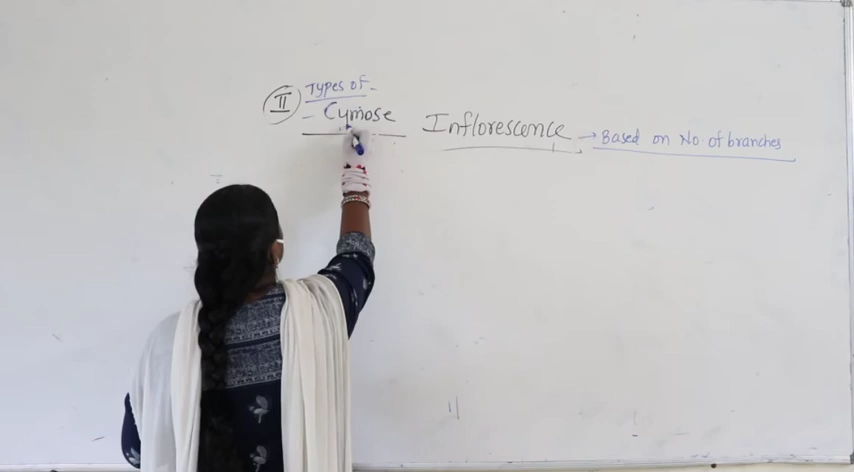 II Types of -
- Cymose Inflorescence → Based on No. of branches